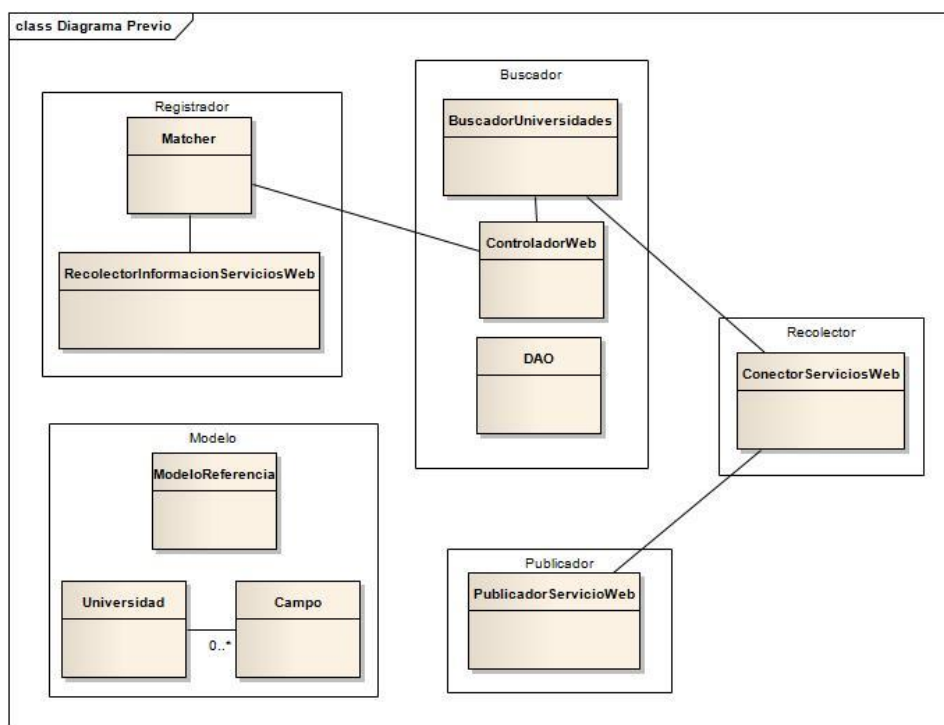 class Diagrama Previo
Registrador
Matcher
RecolectorInformacionServiciosWeb
Buscador
BuscadorUniversidades
ControladorWeb
DAO
Recolector
ConectorServiciosWeb
Modelo
ModeloReferencia
Universidad
Campo
0..*
Publicador
PublicadorServicioWeb